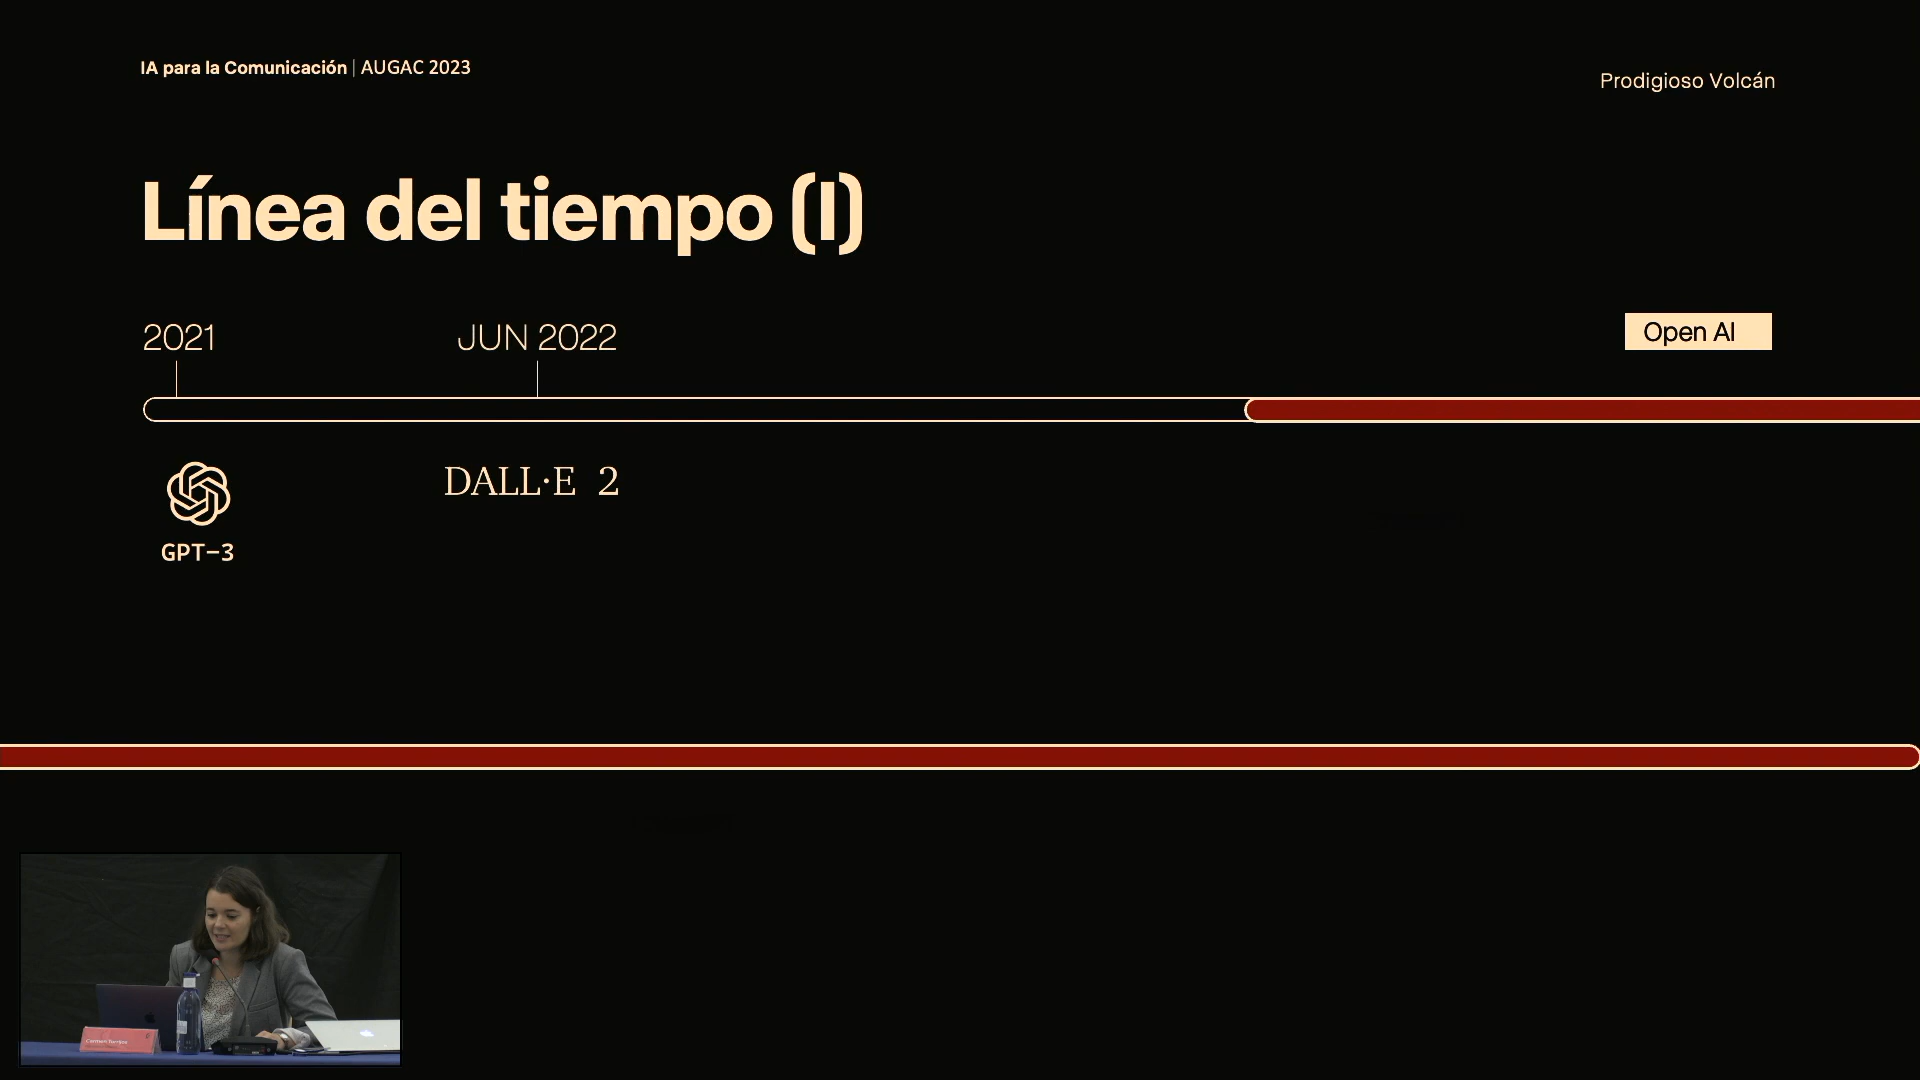 IA para la Comunicación | AUGAC 2023
Prodigioso Volcán
Línea del tiempo (I)
2021
JUN 2022
Open AI
GPT-3
DALL·E 2